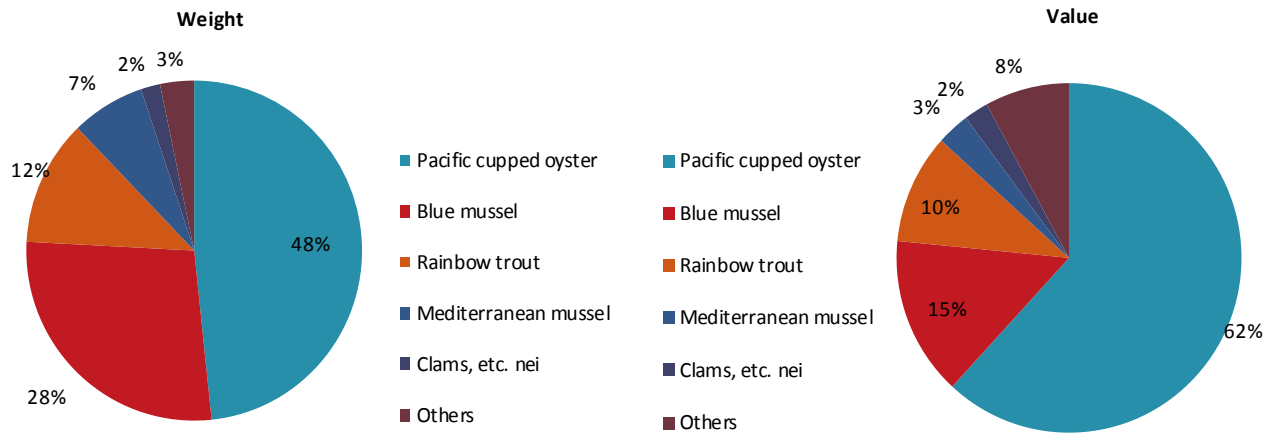 Weight
3%
2%
7%
12%
48%
28%
Pacific cupped oyster
Blue mussel
Rainbow trout
Mediterranean mussel
Clams, etc. nei
Others
Value
8%
2%
3%
10%
15%
62%
Pacific cupped oyster
Blue mussel
Rainbow trout
Mediterranean mussel
Clams, etc. nei
Others